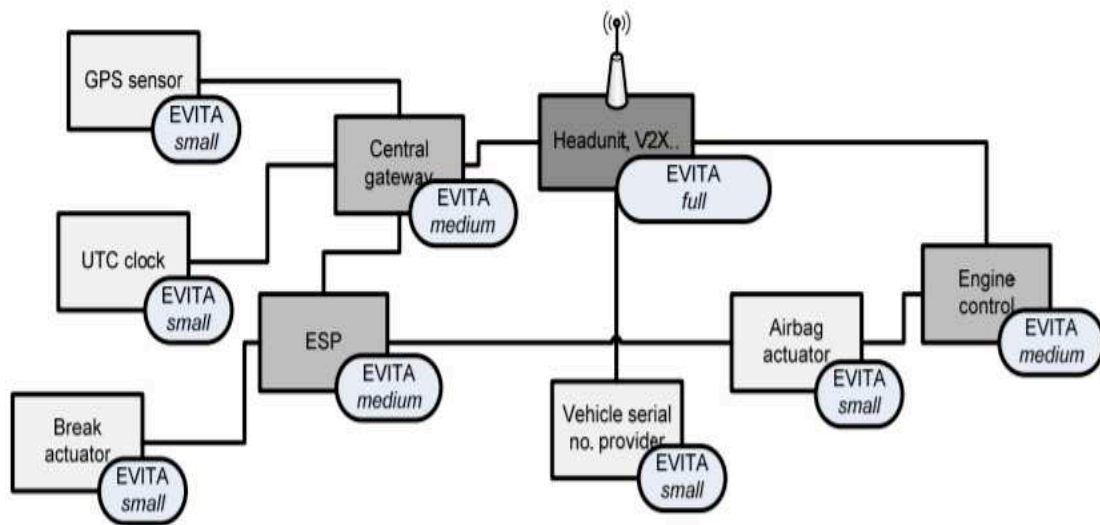 GPS sensor
EVITA
small
Central
gateway
EVITA
medium
Headunit, V2X..
EVITA
full
UTC clock
EVITA
small
ESP
EVITA
medium
Airbag
actuator
EVITA
small
Engine
control
EVITA
medium
Break
actuator
EVITA
small
Vehicle serial
no. provider
EVITA
small